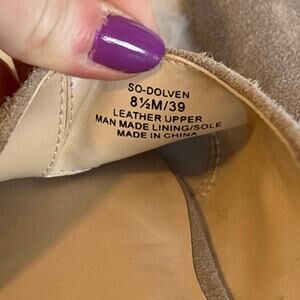 SO-DOLVEN
8½M/39
LEATHER UPPER
MAN MADE LINING/SOLE
MADE IN CHINA